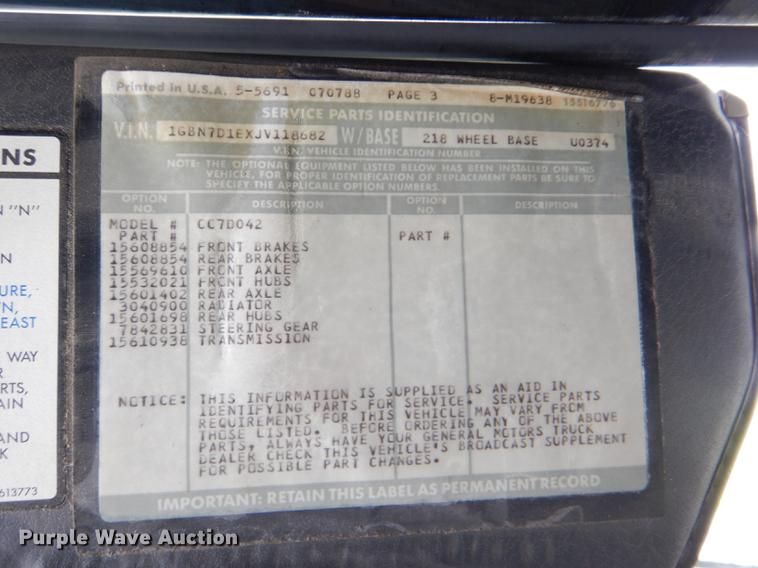 Printed in U.S.A. 5-5691 070788 PAGE 3 8-M19638 15516776
SERVICE PARTS IDENTIFICATION
V.I.N. 1GBN7D1EXJV118682 W/BASE 218 WHEEL BASE U0374
V.I.N. VEHICLE IDENTIFICATION NUMBER
NOTE: THE OPTIONAL EQUIPMENT LISTED BELOW HAS BEEN INSTALLED ON THIS
VEHICLE. FOR PROPER IDENTIFICATION OF REPLACEMENT PARTS BE SURE TO
SPECIFY THE APPLICABLE OPTION NUMBERS.
OPTION NO. DESCRIPTION OPTION NO. DESCRIPTION
MODEL # CC7D042
PART # PART #
15608854 FRONT BRAKES
15608854 REAR BRAKES
15569610 FRONT AXLE
15532021 FRONT HUBS
15601402 REAR AXLE
3040900 RADIATOR
15601698 REAR HUBS
7842831 STEERING GEAR
15610938 TRANSMISSION
NOTICE: THIS INFORMATION IS SUPPLIED AS AN AID IN
IDENTIFYING PARTS FOR SERVICE. SERVICE PARTS
REQUIREMENTS FOR THIS VEHICLE MAY VARY FROM
THOSE LISTED. BEFORE ORDERING ANY OF THE ABOVE
PARTS, ALWAYS HAVE YOUR GENERAL MOTORS TRUCK
DEALER CHECK THIS VEHICLE'S BROADCAST SUPPLEMENT
FOR POSSIBLE PART CHANGES.
IMPORTANT: RETAIN THIS LABEL AS PERMANENT RECORD
NS
"N"
N
URE,
N,
EAST
WAY
R
RTS,
AIN
AND
K
613773
Purple Wave Auction